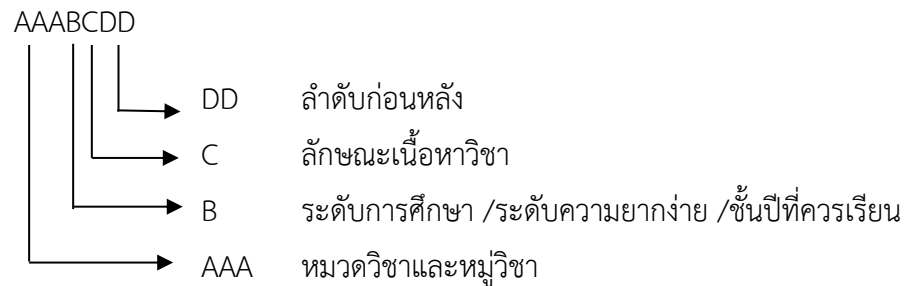 AAABCDD
DD ลำดับก่อนหลัง
C ลักษณะเนื้อหาวิชา
B ระดับการศึกษา /ระดับความยากง่าย /ชั้นปีที่ควรเรียน
AAA หมวดวิชาและหมู่วิชา